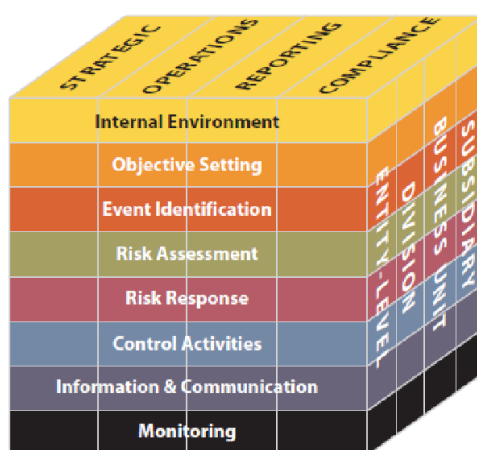 STRATEGIC
OPERATIONS
REPORTING
COMPLIANCE
Internal Environment
Objective Setting
Event Identification
Risk Assessment
Risk Response
Control Activities
Information & Communication
Monitoring
ENTITY-LEVEL
DIVISION
BUSINESS UNIT
SUBSIDIARY